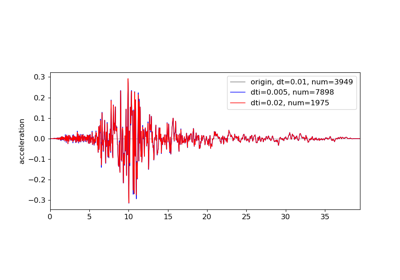 origin, dt=0.01, num=3949
dti=0.005, num=7898
dti=0.02, num=1975
acceleration
0.3
0.2
0.1
0.0
−0.1
−0.2
−0.3
0 5 10 15 20 25 30 35